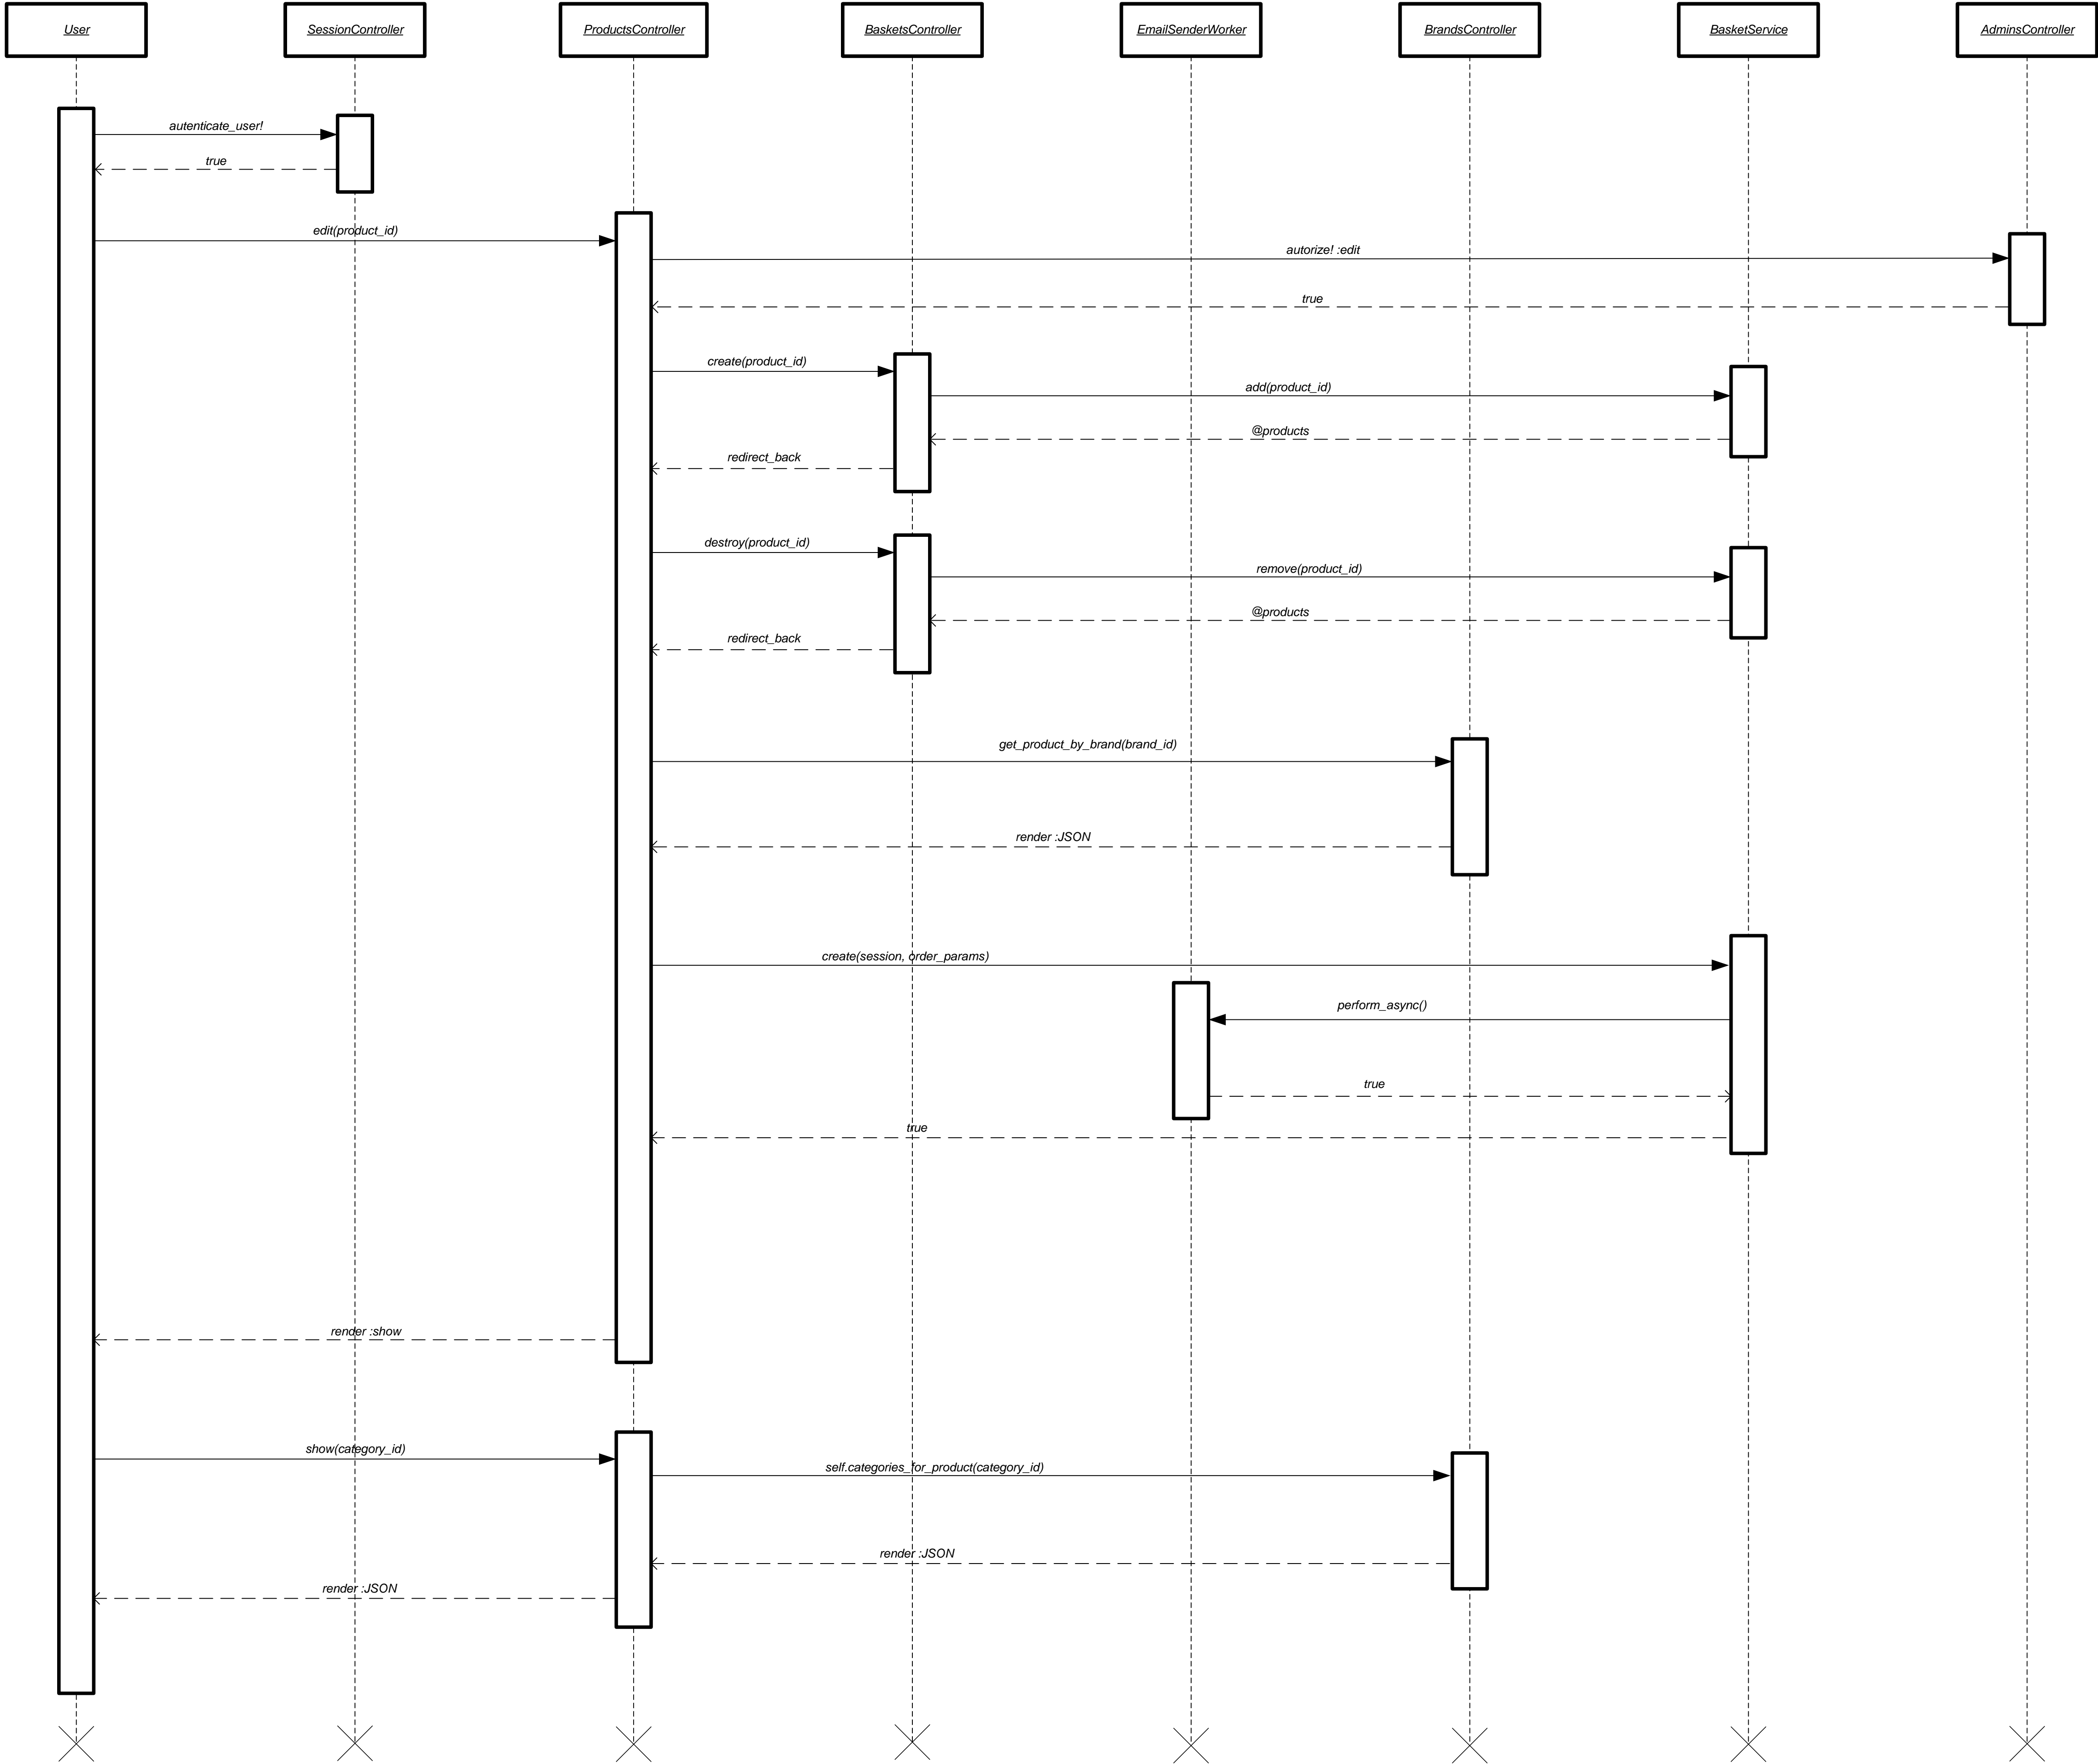 User
SessionController
ProductsController
BasketsController
EmailSenderWorker
BrandsController
BasketService
AdminsController
autenticate_user!
true
edit(product_id)
autorize! :edit
true
create(product_id)
add(product_id)
@products
redirect_back
destroy(product_id)
remove(product_id)
@products
redirect_back
get_product_by_brand(brand_id)
render :JSON
create(session, order_params)
perform_async()
true
true
render :show
show(category_id)
self.categories_for_product(category_id)
render :JSON
render :JSON